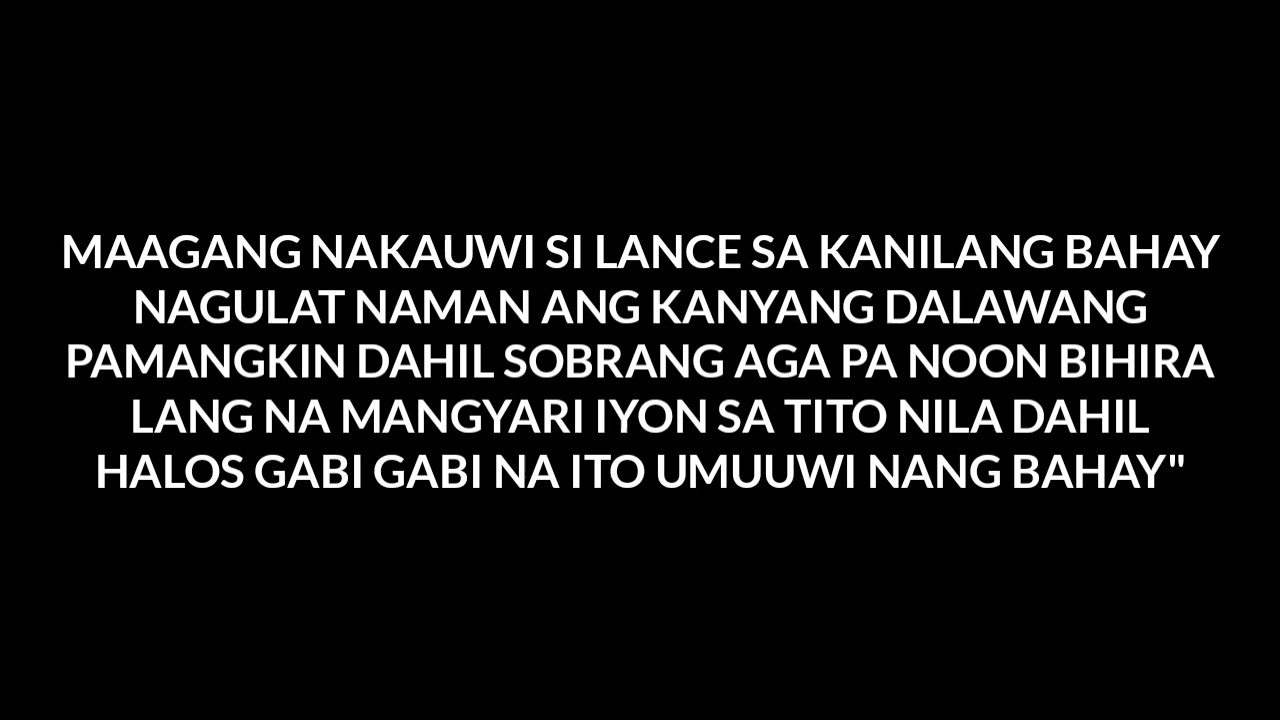 MAAGANG NAKAUWI SI LANCE SA KANILANG BAHAY
NAGULAT NAMAN ANG KANYANG DALAWANG
PAMANGKIN DAHIL SOBRANG AGA PA NOON BIHIRA
LANG NA MANGYARI IYON SA TITO NILA DAHIL
HALOS GABI GABI NA ITO UMUUWI NANG BAHAY"